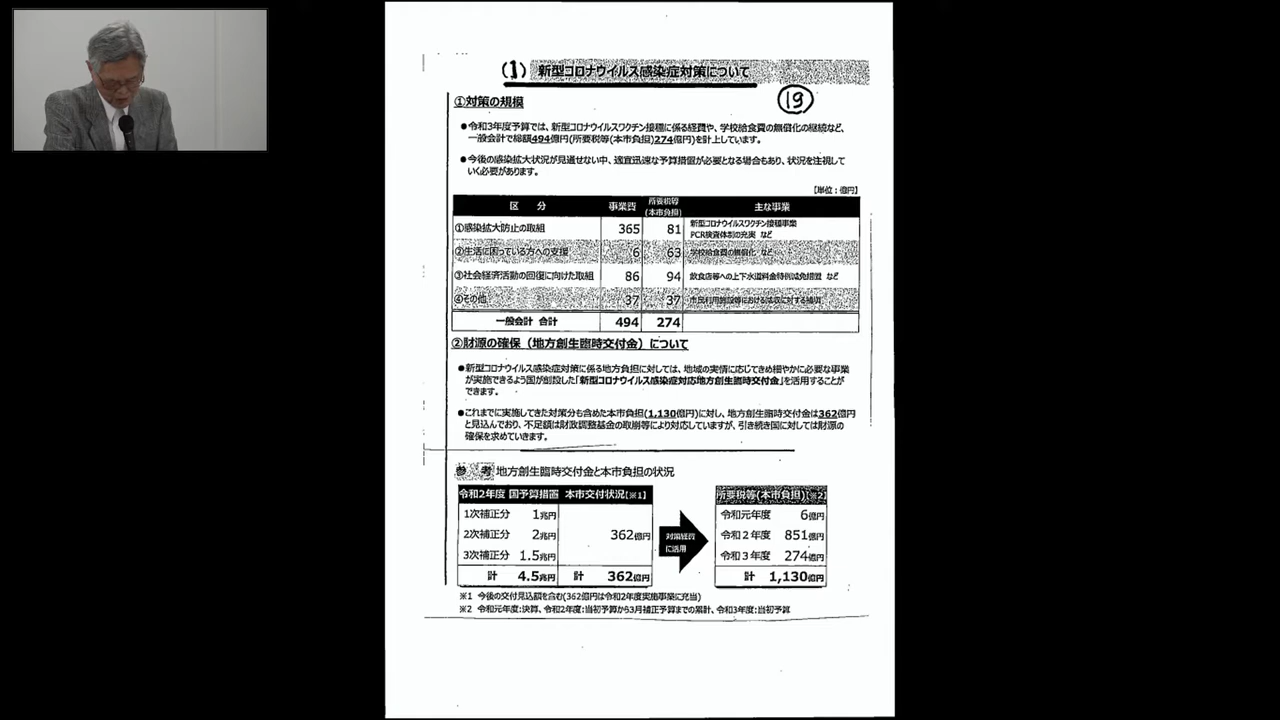 (1) 新型コロナウイルス感染症対策について
19
①対策の規模
●令和3年度予算では、新型コロナウイルスワクチン接種に係る経費や、学校給食費の無償化の継続など、
一般会計で総額494億円(所要税等(本市負担)274億円)を計上しています。
●今後の感染拡大状況が見通せない中、適宜迅速な予算措置が必要となる場合もあり、状況を注視して
いく必要があります。
【単位：億円】
区 分 事業費 所要税等(本市負担) 主な事業
①感染拡大防止の取組 365 81 新型コロナウイルスワクチン接種事業
PCR検査体制の充実 など
②生活に困っている方への支援 6 63 学校給食費の無償化 など
③社会経済活動の回復に向けた取組 86 94 飲食店等への上下水道料金特例減免措置 など
④その他 37 37 市民利用施設等における減収に対する補填
一般会計 合計 494 274
②財源の確保（地方創生臨時交付金）について
●新型コロナウイルス感染症対策に係る地方負担に対しては、地域の実情に応じてきめ細やかに必要な事業
が実施できるよう国が創設した「新型コロナウイルス感染症対応地方創生臨時交付金」を活用することが
できます。
●これまでに実施してきた対策分も含めた本市負担(1,130億円)に対し、地方創生臨時交付金は362億円
と見込んでおり、不足額は財政調整基金の取崩等により対応していますが、引き続き国に対しては財源の
確保を求めていきます。
参 考 地方創生臨時交付金と本市負担の状況
令和2年度 国予算措置 本市交付状況【※1】
1次補正分 1兆円
2次補正分 2兆円 362億円
3次補正分 1.5兆円
計 4.5兆円 計 362億円
対策経費
に活用
所要税等(本市負担)【※2】
令和元年度 6億円
令和2年度 851億円
令和3年度 274億円
計 1,130億円
※1 今後の交付見込額を含む(362億円は令和2年度実施事業に充当)
※2 令和元年度：決算、令和2年度：当初予算から3月補正予算までの累計、令和3年度：当初予算